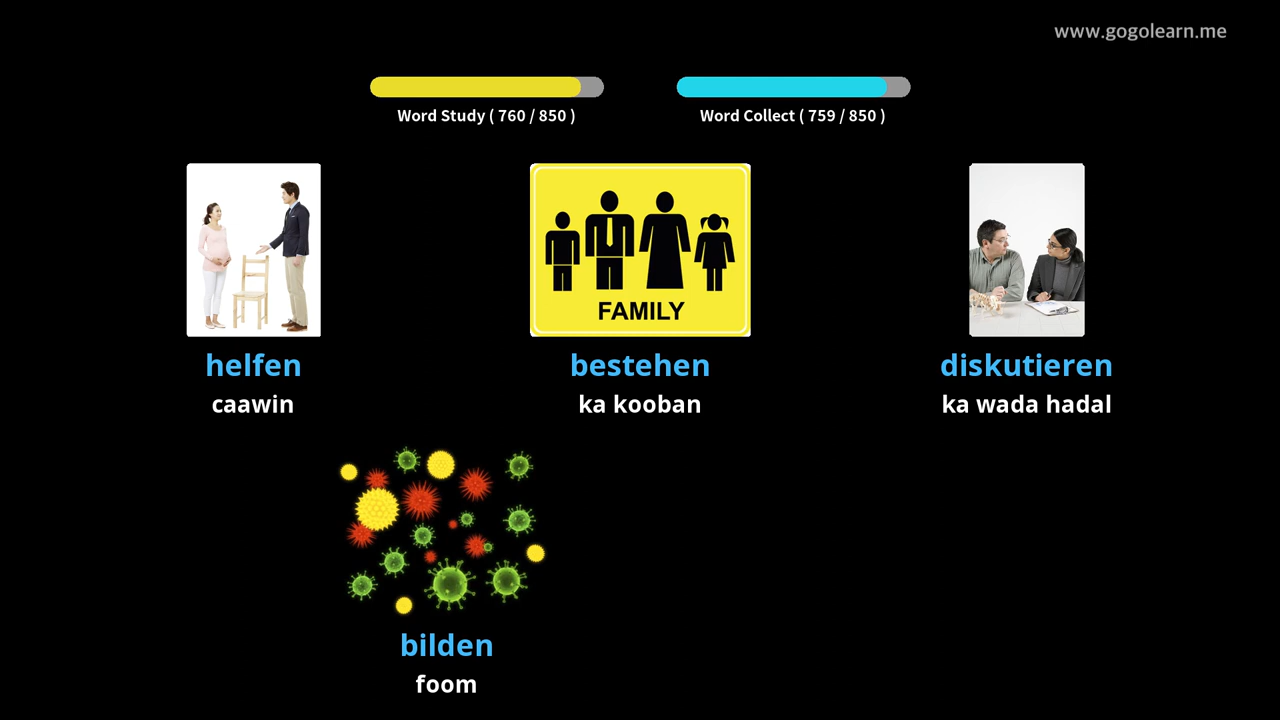 www.gogolearn.me
Word Study ( 760 / 850 )
Word Collect ( 759 / 850 )
FAMILY
helfen
bestehen
diskutieren
caawin
ka kooban
ka wada hadal
bilden
foom